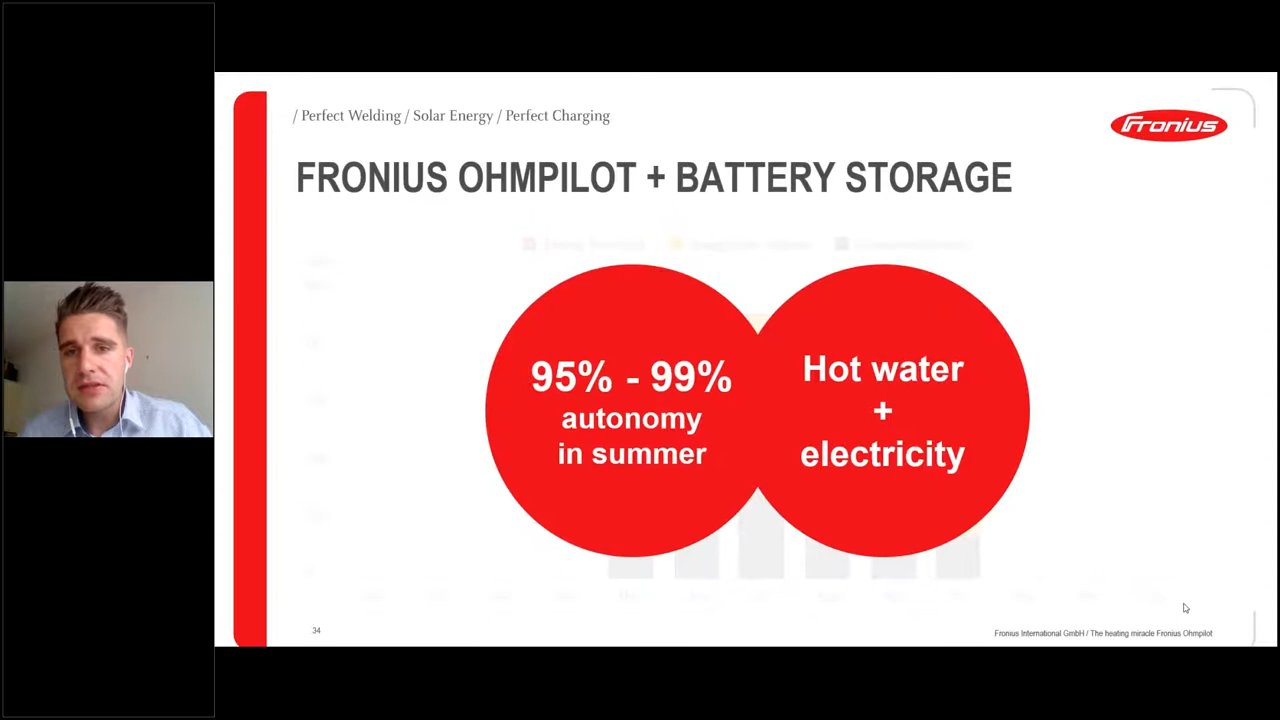 / Perfect Welding / Solar Energy / Perfect Charging
Fronius
FRONIUS OHMPILOT + BATTERY STORAGE
95% - 99%
autonomy
in summer
Hot water
+
electricity
34
Fronius International GmbH / The heating miracle Fronius Ohmpilot